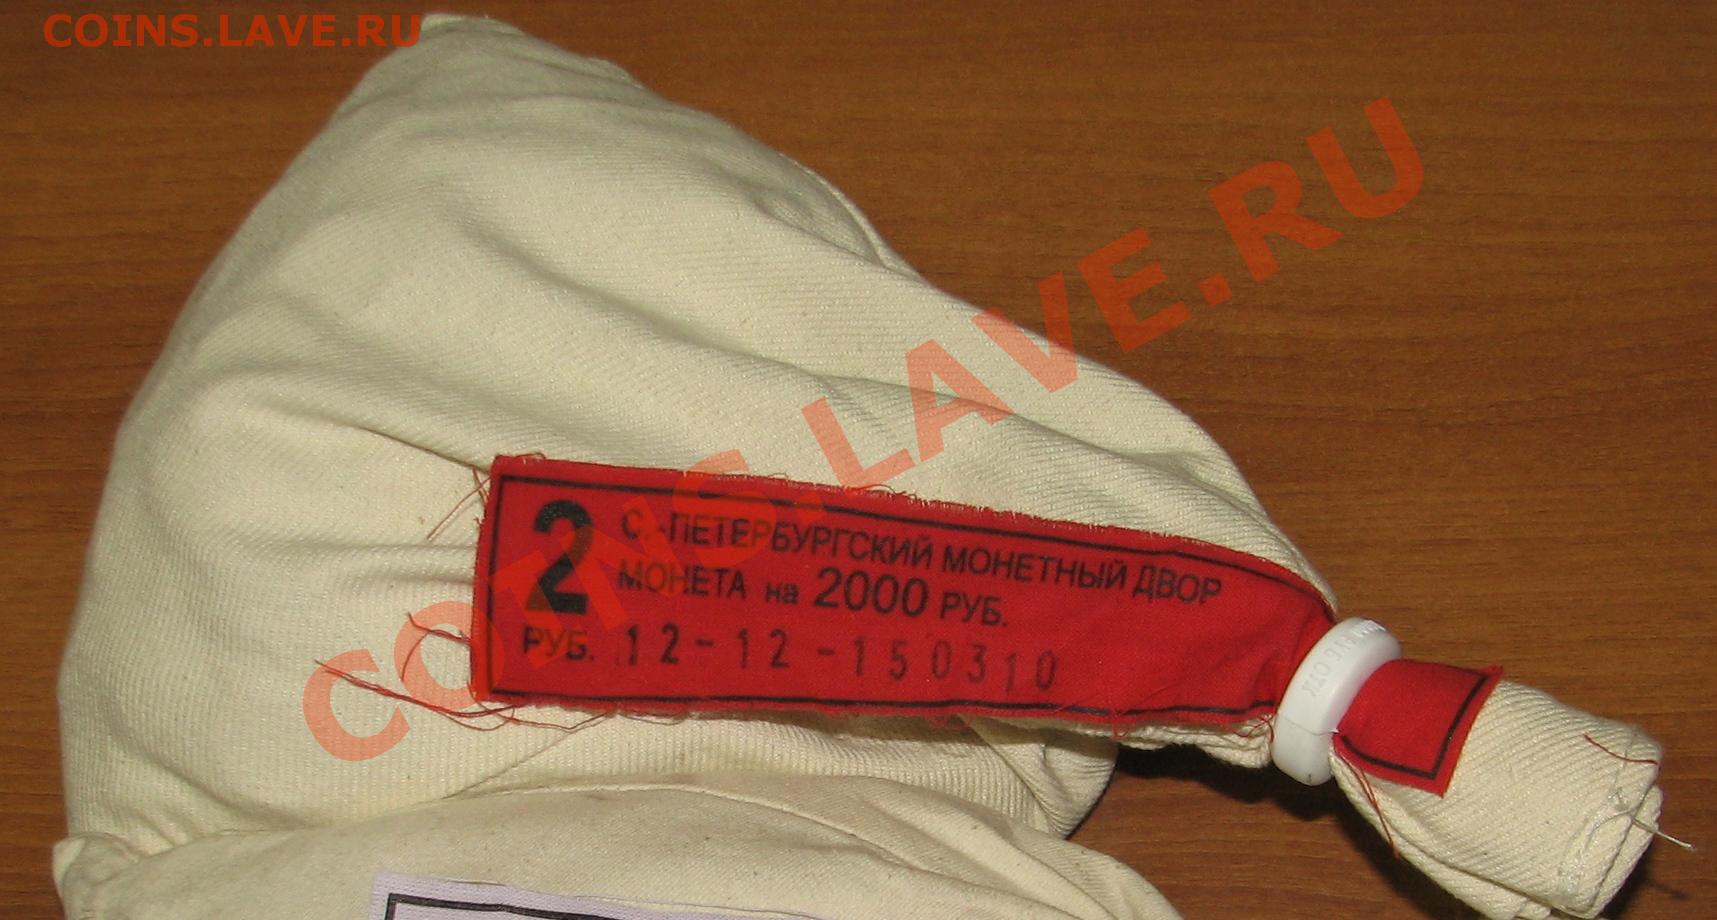 COINS.LAVE.RU
COINS.LAVE.RU
2 С.-ПЕТЕРБУРГСКИЙ МОНЕТНЫЙ ДВОР
МОНЕТА на 2000 РУБ.
РУБ. 12-12-150310